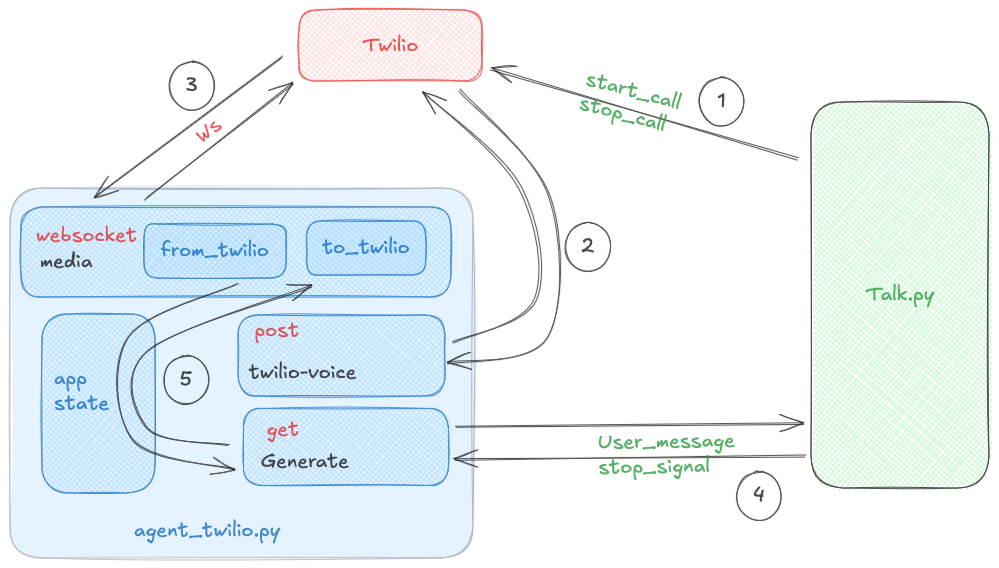 Twilio
3
start_call
stop_call
1
ws
websocket
media
from_twilio
to_twilio
2
Talk.py
post
twilio-voice
app
state
5
get
Generate
User_message
stop_signal
4
agent_twilio.py